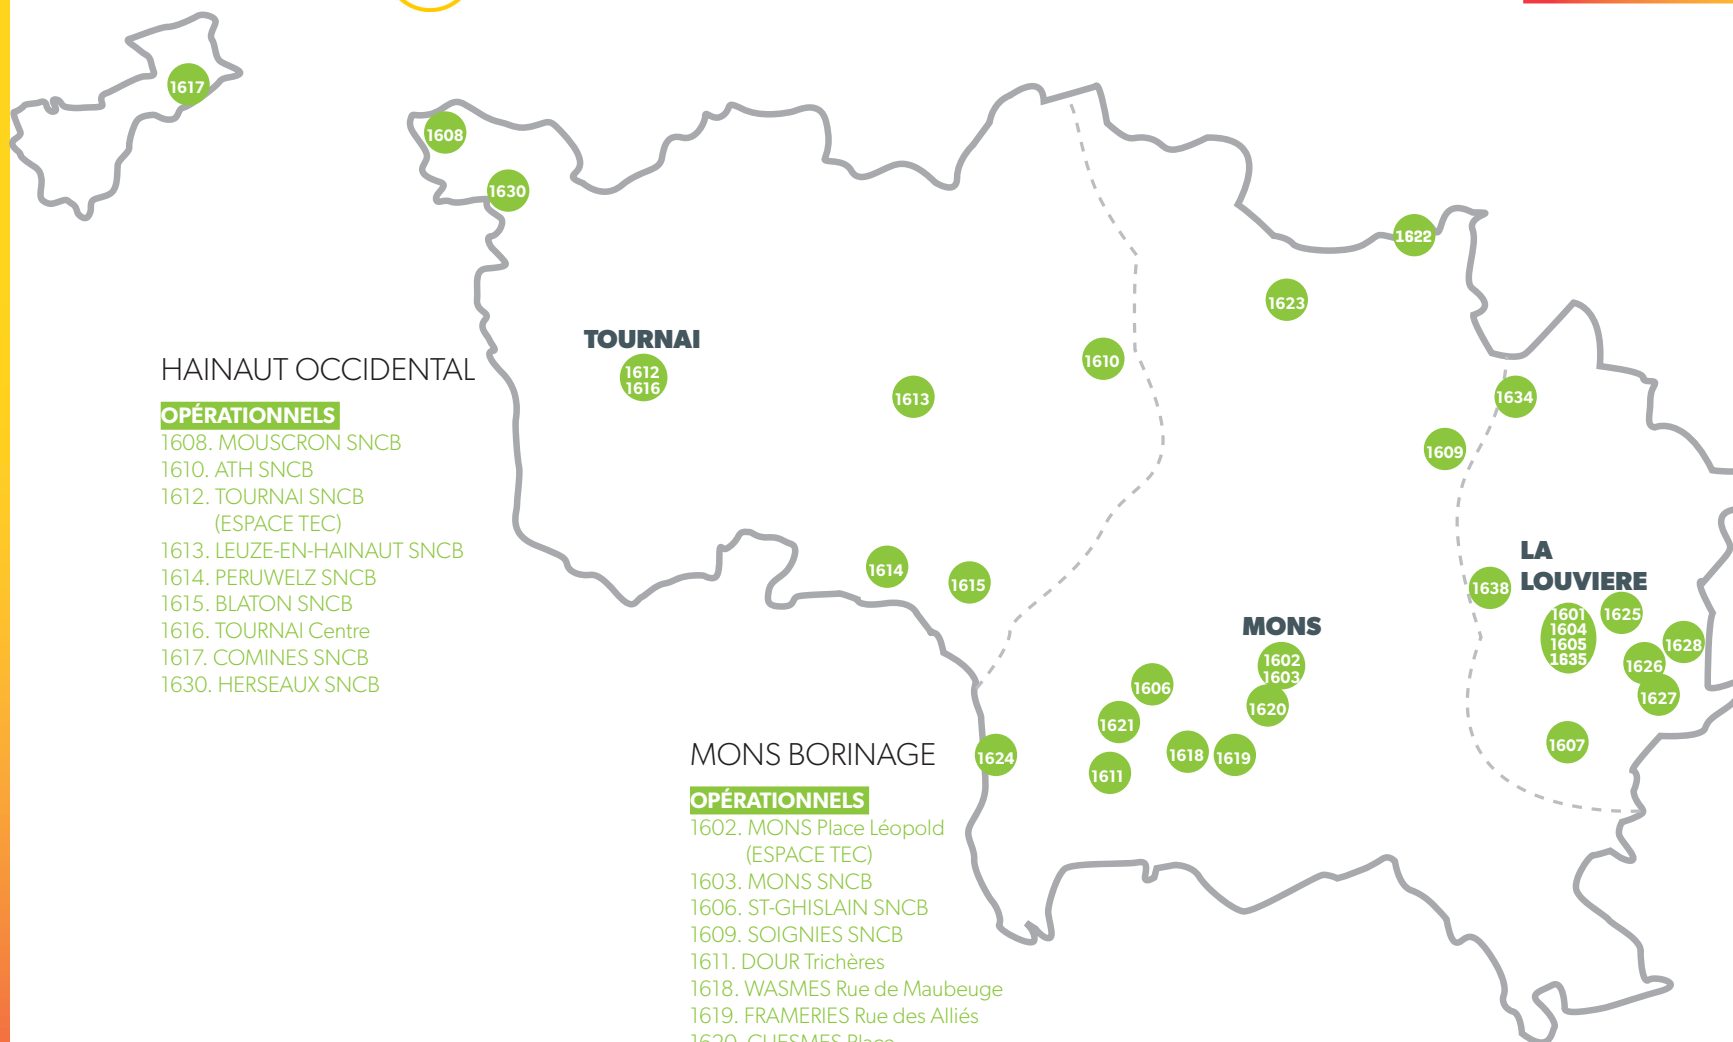 1617
1608
1630
1622
1623
TOURNAI
1612
1616
1610
1613
1634
1609
HAINAUT OCCIDENTAL
OPÉRATIONNELS
1608. MOUSCRON SNCB
1610. ATH SNCB
1612. TOURNAI SNCB
(ESPACE TEC)
1613. LEUZE-EN-HAINAUT SNCB
1614. PERUWELZ SNCB
1615. BLATON SNCB
1616. TOURNAI Centre
1617. COMINES SNCB
1630. HERSEAUX SNCB
1614
1615
LA
LOUVIERE
1638
1601
1604
1605
1635
1625
1628
1626
1627
1607
MONS
1602
1603
1620
1606
1621
1618
1619
1611
1624
MONS BORINAGE
OPÉRATIONNELS
1602. MONS Place Léopold
(ESPACE TEC)
1603. MONS SNCB
1606. ST-GHISLAIN SNCB
1609. SOIGNIES SNCB
1611. DOUR Trichères
1618. WASMES Rue de Maubeuge
1619. FRAMERIES Rue des Alliés
1620. CUESMES Place